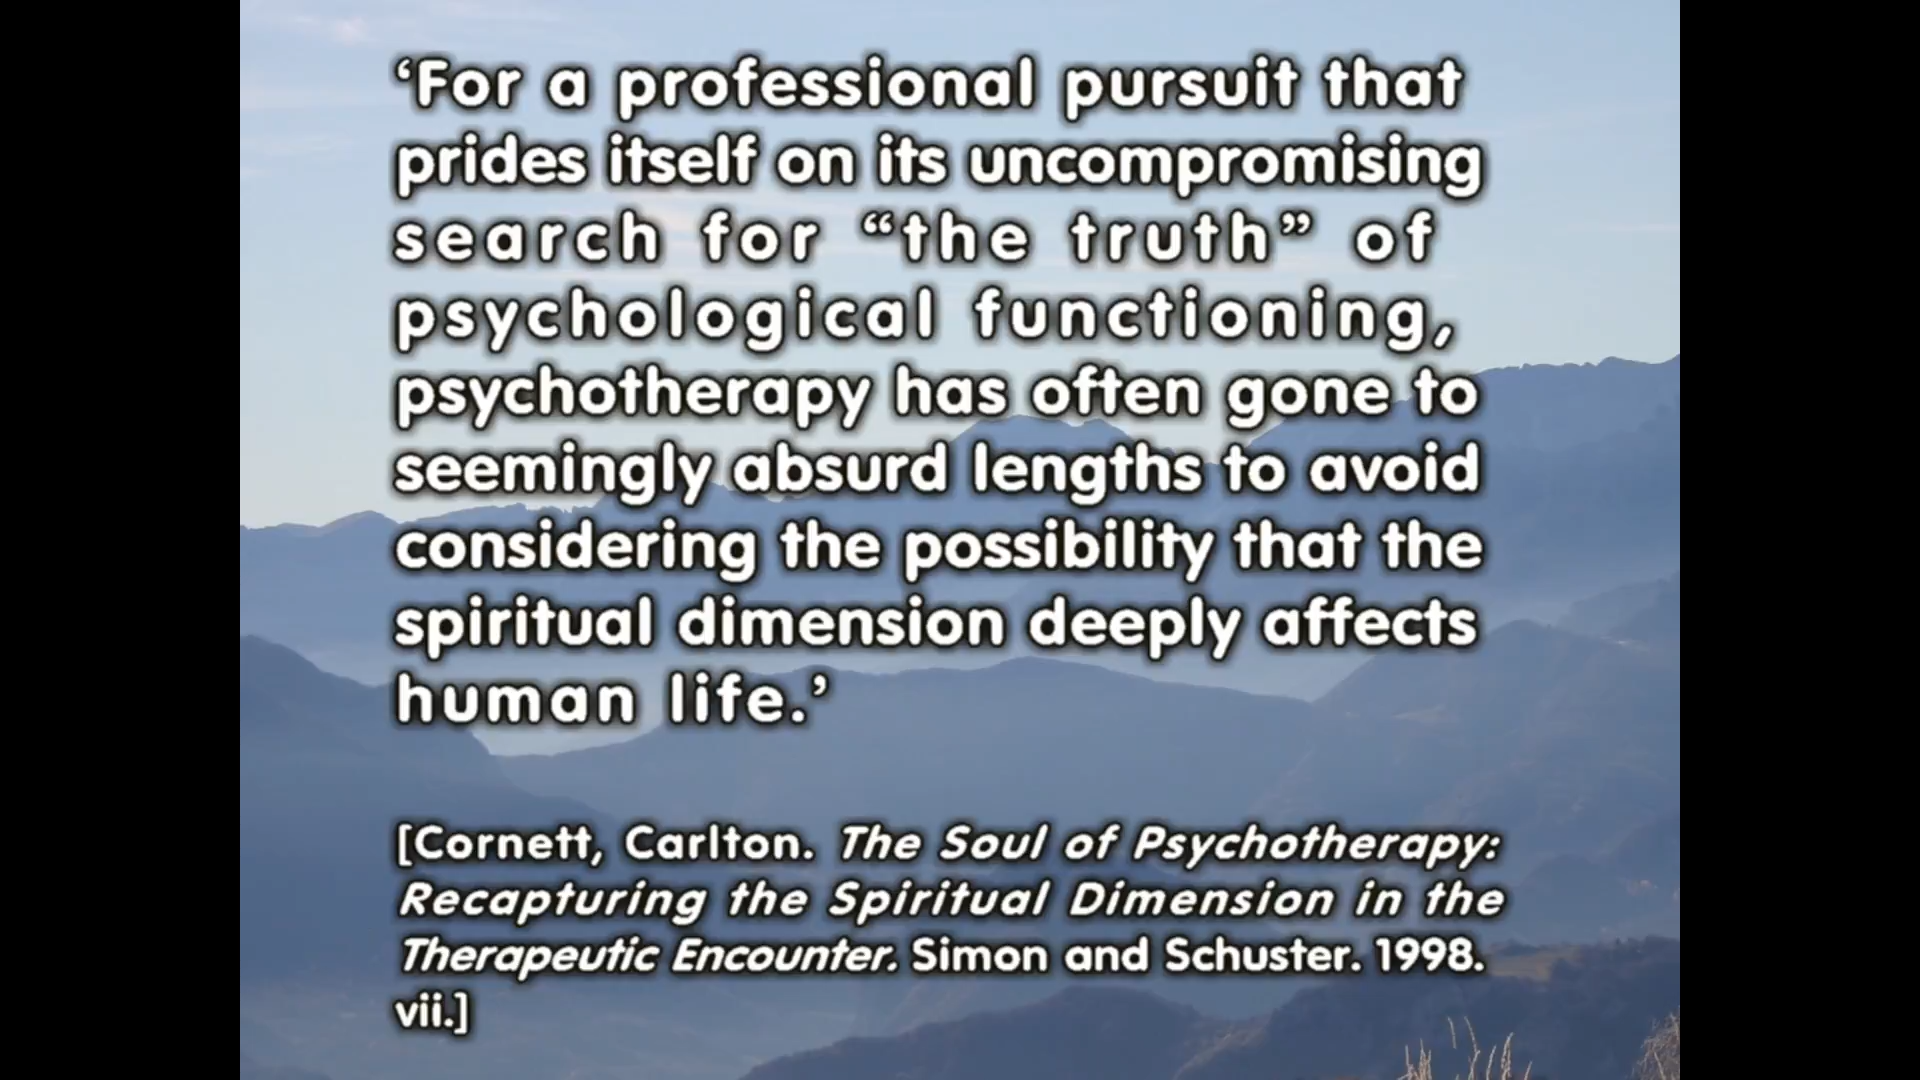 ‘For a professional pursuit that
prides itself on its uncompromising
search for “the truth” of
psychological functioning,
psychotherapy has often gone to
seemingly absurd lengths to avoid
considering the possibility that the
spiritual dimension deeply affects
human life.’
[Cornett, Carlton. The Soul of Psychotherapy:
Recapturing the Spiritual Dimension in the
Therapeutic Encounter. Simon and Schuster. 1998.
vii.]